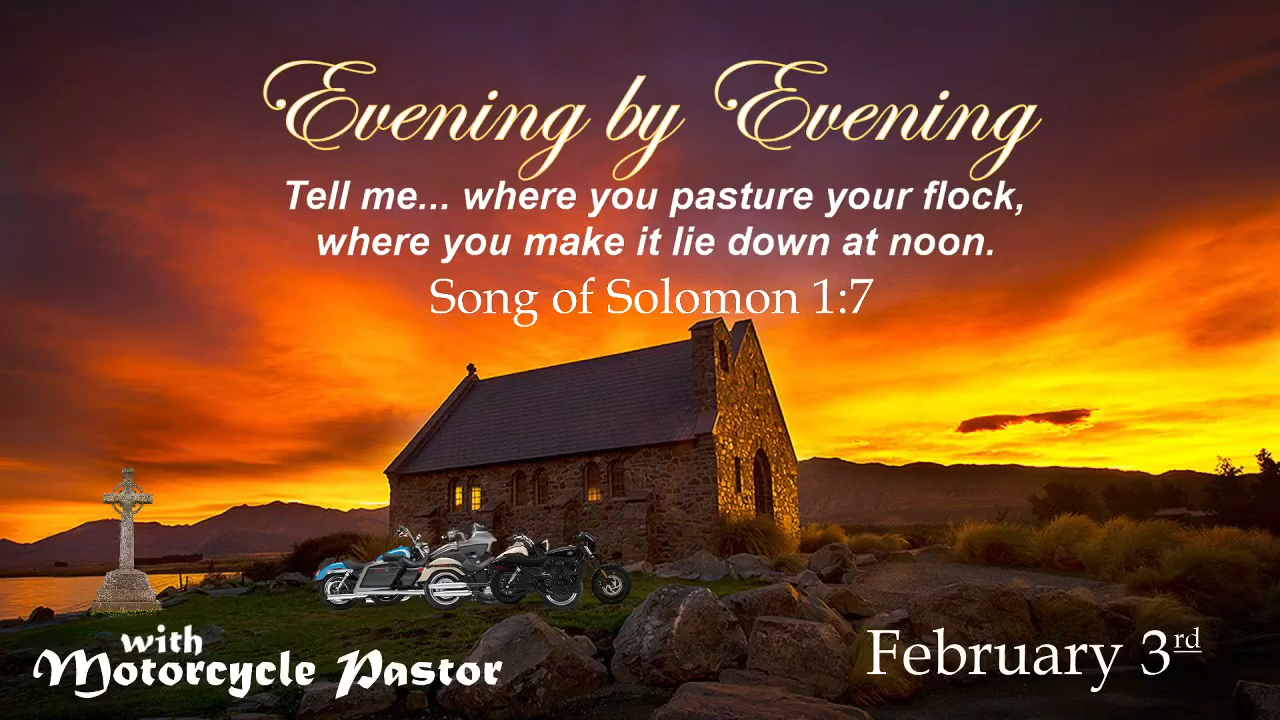 Evening by Evening
Tell me... where you pasture your flock,
where you make it lie down at noon.
Song of Solomon 1:7
with
Motorcycle Pastor
February 3rd